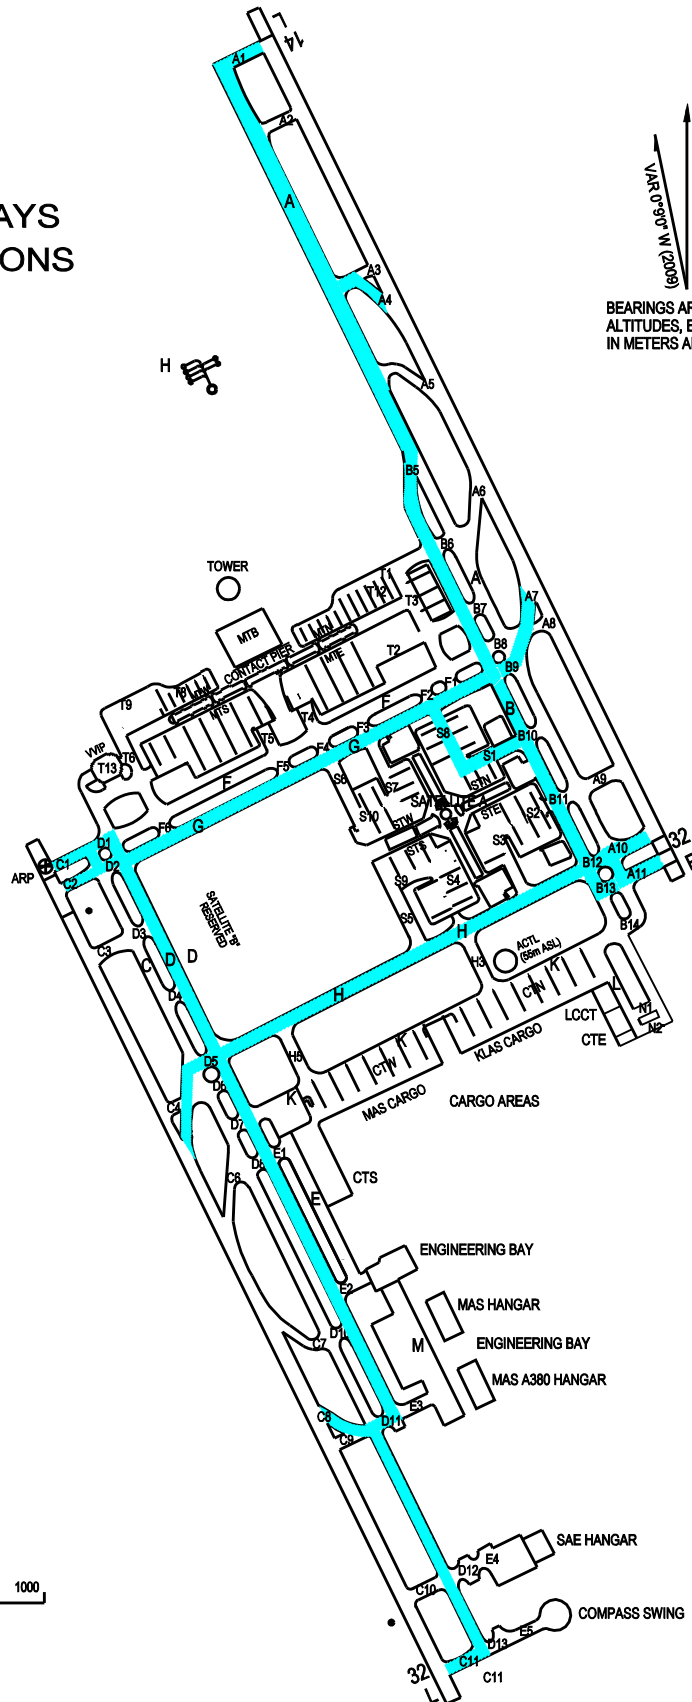 L
14
A1
A2
A
AYS
IONS
VAR 0°90" W (2009)
A3
A4
BEARINGS AR
ALTITUDES, E
IN METERS A
H
A5
B5
A6
B6
TOWER
T1
T12
A
T3
A7
B7
A8
MTB
MTN
CONTACT PIER
MTE
T2
B8
B9
T8
MTW
F1
T9
MTS
T4
F
F2
B
T5
F3
S8
B10
VVIP
T6
F4
G
S1
T13
F5
S6
F
S7
STN
A9
SATELLITE A
B11
S10
STE
S2
G
F6
STW
D1
STS
S3
32
C1
D2
A10
B12
ARP
C2
S9
S4
A11
B13
R
SATELLITE "B"
RESERVED
S5
B14
D3
H
C3
ACTL
(55m ASL)
D
D
C
H3
K
D4
H
CTN
L
LCCT
N1
N2
CTE
K
KLAS CARGO
D5
H5
CTW
D6
K
MAS CARGO
CARGO AREAS
C4
D7
E1
D8
C6
CTS
E
ENGINEERING BAY
E2
MAS HANGAR
D10
C7
M
ENGINEERING BAY
MAS A380 HANGAR
E3
C8
D11
C9
SAE HANGAR
E4
D12
1000
C10
COMPASS SWING
E5
D13
C11
C11
32
L